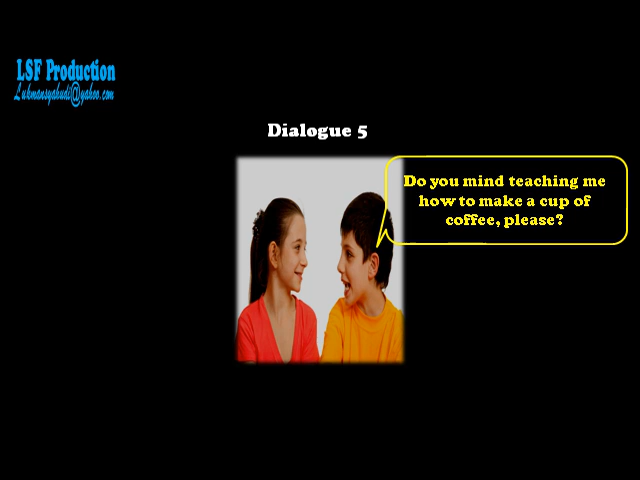 LSF Production
Lukmansyahudi@yahoo.com
Dialogue 5
Do you mind teaching me
how to make a cup of
coffee, please?